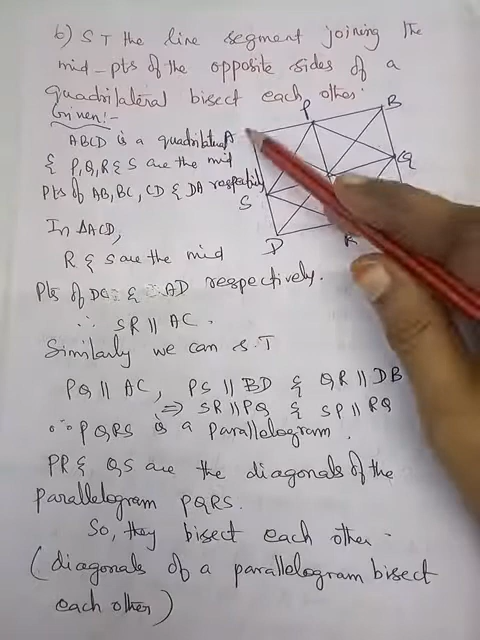 6) S T the line segment joining the
mid-pts of the opposite sides of a
quadrilateral bisect each other.
Given:-
ABCD is a quadrilateral
& P,Q,R & S are the mid
Pts of AB, BC, CD & DA respectively
A
P
B
Q
S
D
R
In ΔACD,
R & S are the mid
Pts of DC & AD respectively.
∴ SR || AC.
Similarly we can S.T
PQ || AC, PS || BD & QR || DB
⇒ SR || PQ & SP || RQ
∴ PQRS is a parallelogram.
PR & QS are the diagonals of the
parallelogram PQRS.
So, they bisect each other.
(diagonals of a parallelogram bisect
each other)